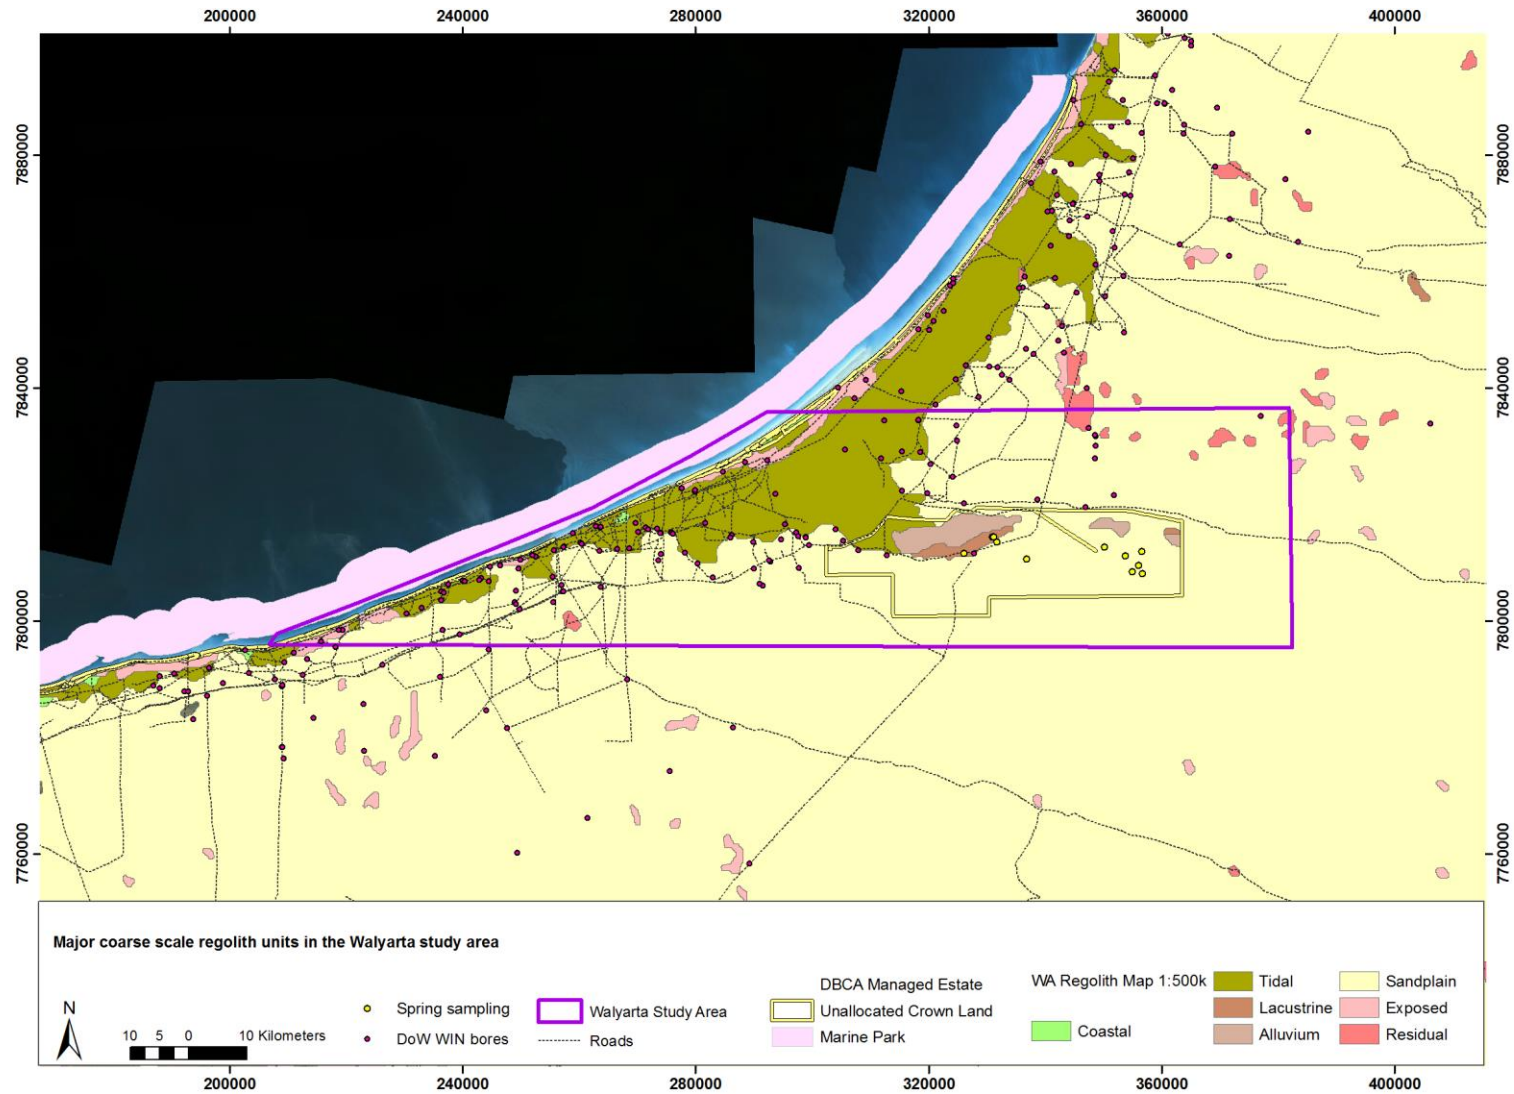 200000 240000 280000 320000 360000 400000
7880000 7880000
7840000 7840000
7800000 7800000
7760000 7760000
Major coarse scale regolith units in the Walyarta study area
N
10 5 0 10 Kilometers
Spring sampling
DoW WIN bores
Walyarta Study Area
Roads
DBCA Managed Estate
Unallocated Crown Land
Marine Park
WA Regolith Map 1:500k
Coastal
Tidal
Lacustrine
Alluvium
Sandplain
Exposed
Residual
200000 240000 280000 320000 360000 400000